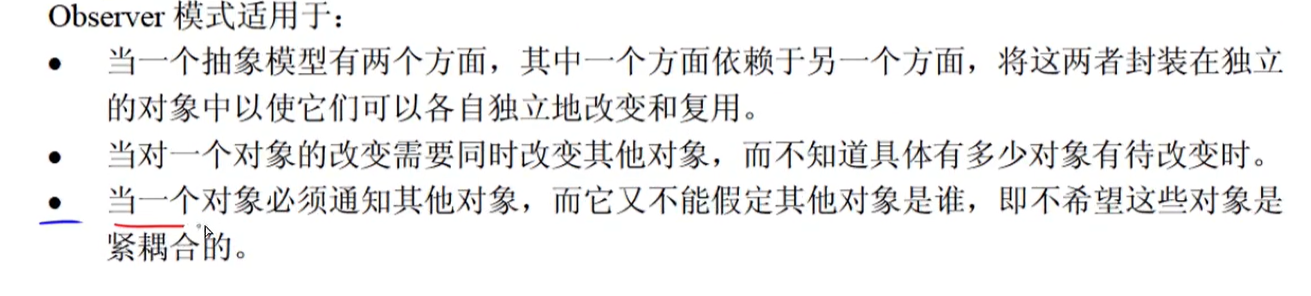 Observer 模式适用于：
● 当一个抽象模型有两个方面，其中一个方面依赖于另一个方面，将这两者封装在独立
的对象中以使它们可以各自独立地改变和复用。
● 当对一个对象的改变需要同时改变其他对象，而不知道具体有多少对象有待改变时。
● 当一个对象必须通知其他对象，而它又不能假定其他对象是谁，即不希望这些对象是
紧耦合的。